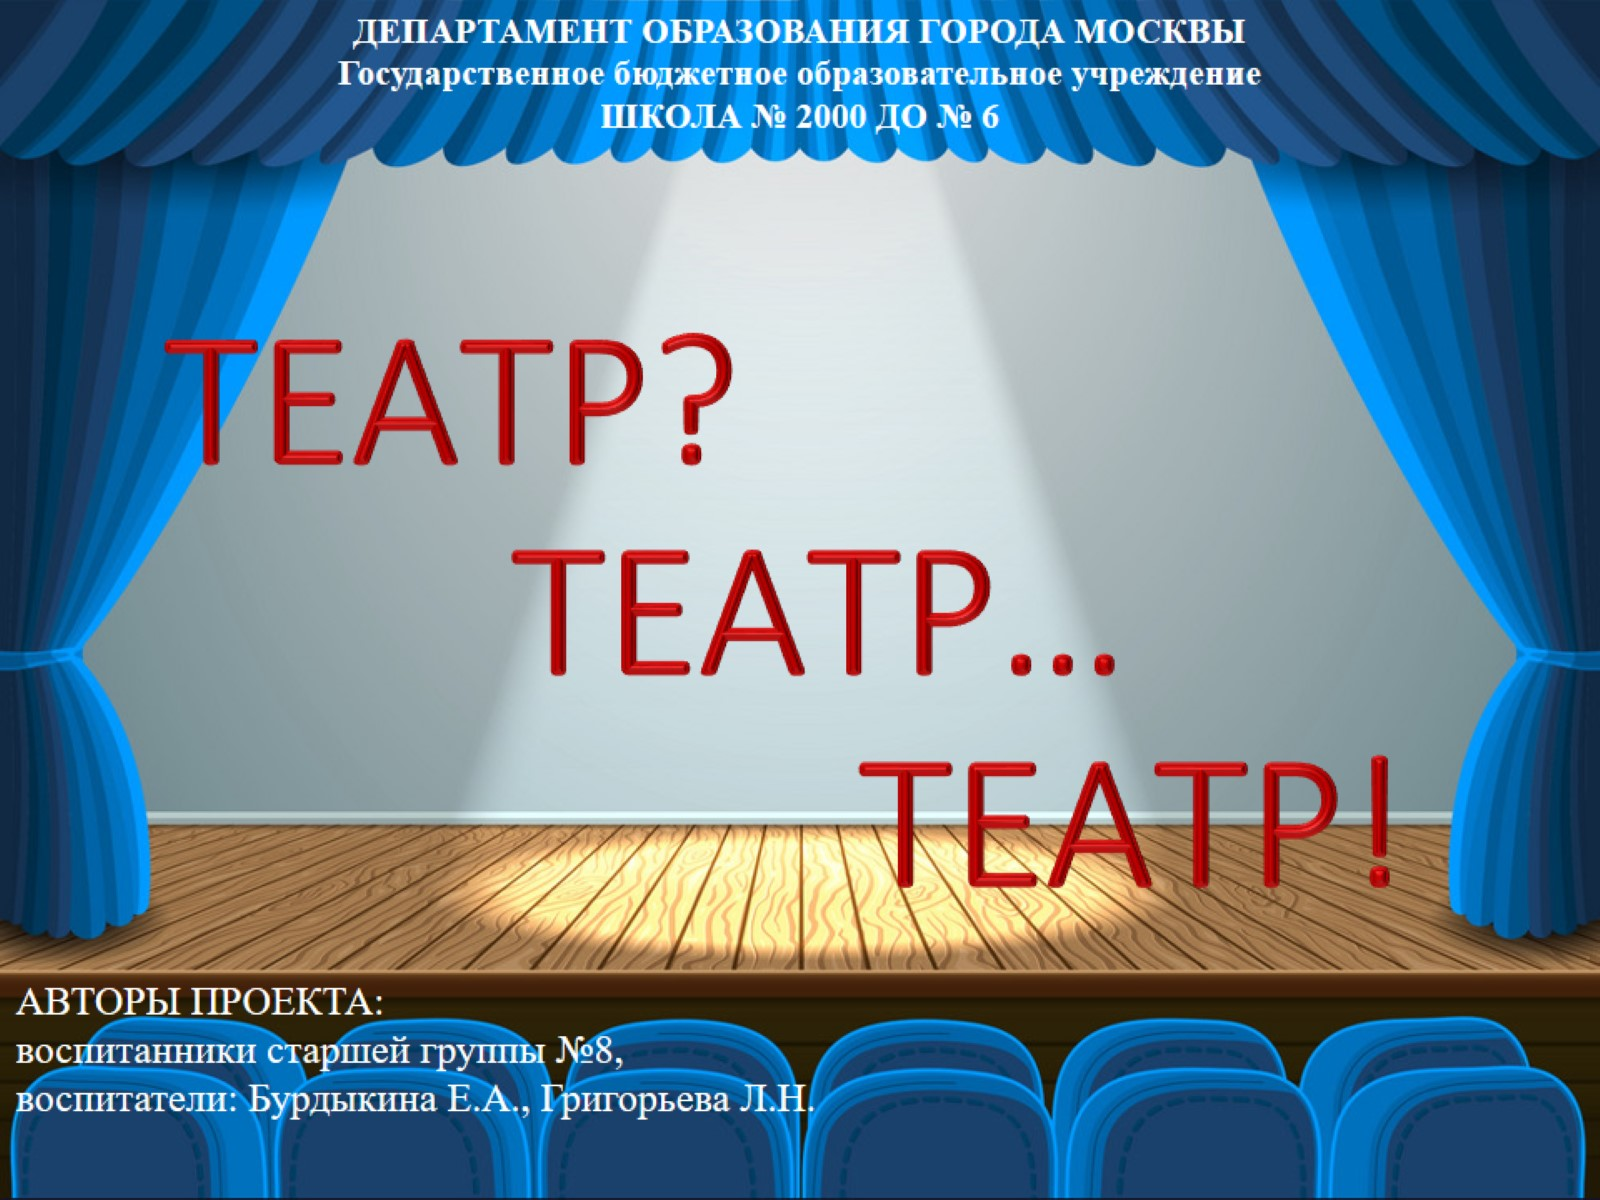 ДЕПАРТАМЕНТ ОБРАЗОВАНИЯ ГОРОДА МОСКВЫ
Государственное бюджетное образовательное учреждение
ШКОЛА № 2000 ДО № 6
ТЕАТР?
ТЕАТР...
ТЕАТР!
АВТОРЫ ПРОЕКТА:
воспитанники старшей группы №8,
воспитатели: Бурдыкина Е.А., Григорьева Л.Н.